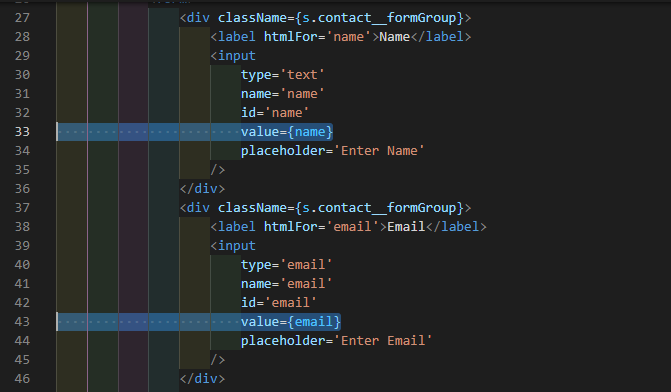 27 <div className={s.contact__formGroup}>
28 <label htmlFor='name'>Name</label>
29 <input
30 type='text'
31 name='name'
32 id='name'
33 value={name}
34 placeholder='Enter Name'
35 />
36 </div>
37 <div className={s.contact__formGroup}>
38 <label htmlFor='email'>Email</label>
39 <input
40 type='email'
41 name='email'
42 id='email'
43 value={email}
44 placeholder='Enter Email'
45 />
46 </div>